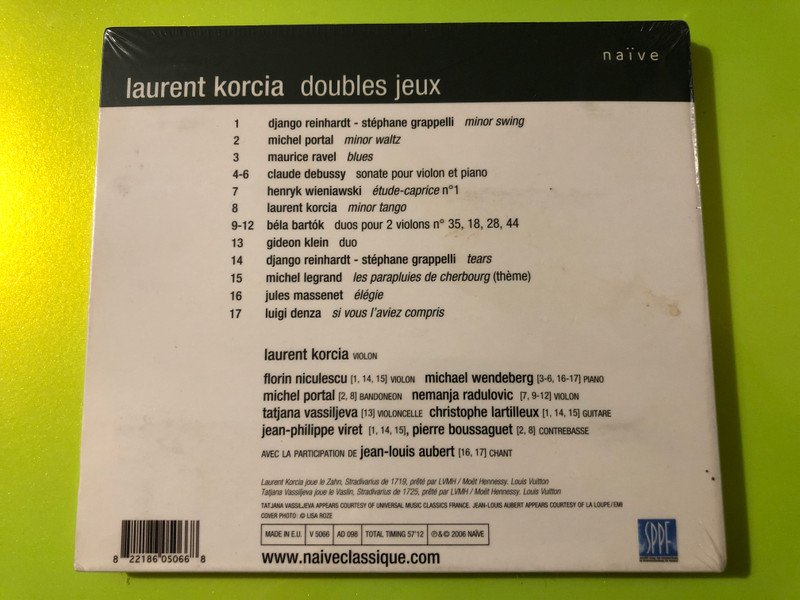 naïve
laurent korcia doubles jeux
1 django reinhardt - stéphane grappelli minor swing
2 michel portal minor waltz
3 maurice ravel blues
4-6 claude debussy sonate pour violon et piano
7 henryk wieniawski étude-caprice n°1
8 laurent korcia minor tango
9-12 béla bartók duos pour 2 violons n° 35, 18, 28, 44
13 gideon klein duo
14 django reinhardt - stéphane grappelli tears
15 michel legrand les parapluies de cherbourg (thème)
16 jules massenet élégie
17 luigi denza si vous l'aviez compris
laurent korcia VIOLON
florin niculescu [1, 14, 15] VIOLON michael wendeberg [3-6, 16-17] PIANO
michel portal [2, 8] BANDONEON nemanja radulovic [7, 9-12] VIOLON
tatjana vassiljeva [13] VIOLONCELLE christophe lartilleux [1, 14, 15] GUITARE
jean-philippe viret [1, 14, 15], pierre boussaguet [2, 8] CONTREBASSE
AVEC LA PARTICIPATION DE jean-louis aubert [16, 17] CHANT
Laurent Korcia joue le Zahn, Stradivarius de 1719, prêté par LVMH / Moët Hennessy. Louis Vuitton
Tatjana Vassiljeva joue le Vaslin, Stradivarius de 1725, prêté par LVMH / Moët Hennessy. Louis Vuitton
TATJANA VASSILJEVA APPEARS COURTESY OF UNIVERSAL MUSIC CLASSICS FRANCE. JEAN-LOUIS AUBERT APPEARS COURTESY OF LA LOUPE/EMI
COVER PHOTO: © LISA ROZE
MADE IN E.U. V 5066 AD 098 TOTAL TIMING 57'12 ℗&© 2006 NAÏVE
8 22186 05066 8
www.naiveclassique.com
SPPF